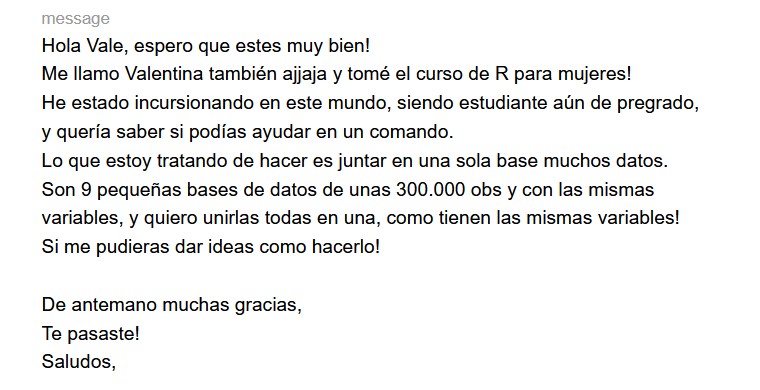 message
Hola Vale, espero que estes muy bien!
Me llamo Valentina también ajjaja y tomé el curso de R para mujeres!
He estado incursionando en este mundo, siendo estudiante aún de pregrado,
y quería saber si podías ayudar en un comando.
Lo que estoy tratando de hacer es juntar en una sola base muchos datos.
Son 9 pequeñas bases de datos de unas 300.000 obs y con las mismas
variables, y quiero unirlas todas en una, como tienen las mismas variables!
Si me pudieras dar ideas como hacerlo!
De antemano muchas gracias,
Te pasaste!
Saludos,